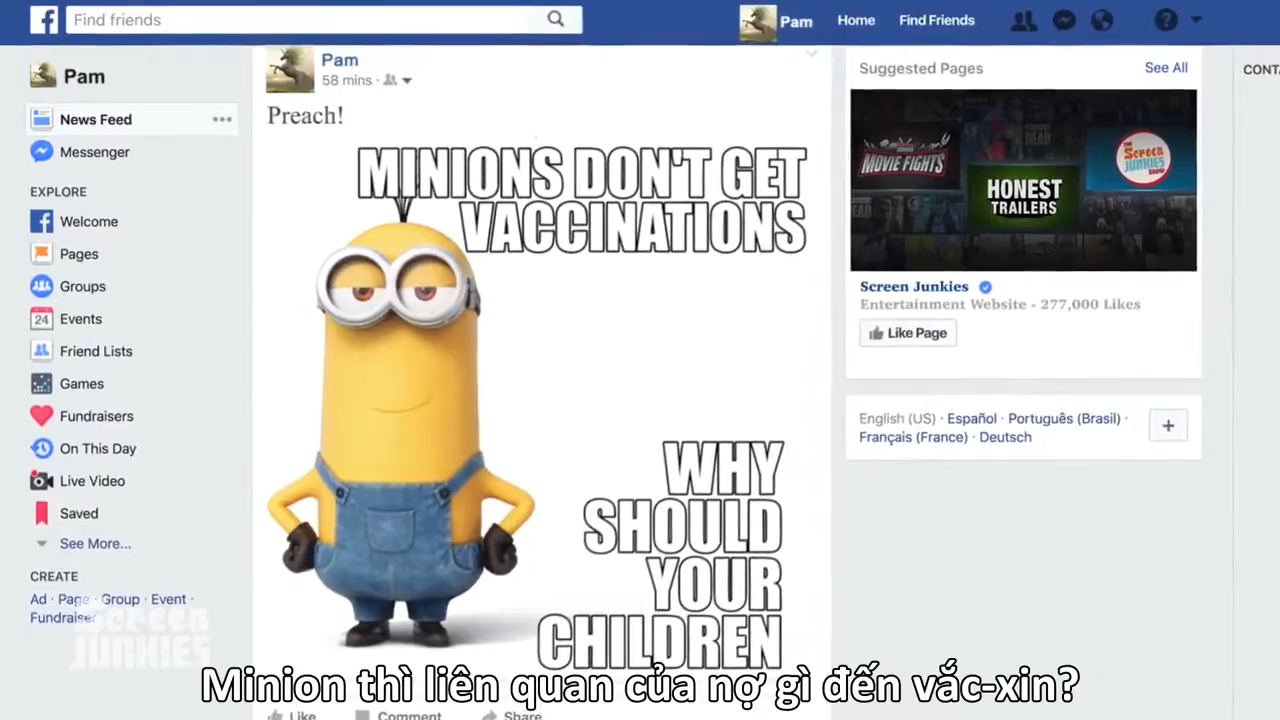 Find friends
Pam
Home
Find Friends
Pam
News Feed
Messenger
EXPLORE
Welcome
Pages
Groups
24
Events
Friend Lists
Games
Fundraisers
On This Day
Live Video
Saved
See More...
CREATE
Ad · Page · Group · Event ·
Fundraiser
Pam
58 mins ·
Preach!
MINIONS DON'T GET
VACCINATIONS
WHY
SHOULD
YOUR
CHILDREN
Like
Comment
Share
Suggested Pages
See All
MOVIE FIGHTS
HONEST
TRAILERS
THE
Screen
JUNKIES
SHOW
Screen Junkies
Entertainment Website - 277,000 Likes
Like Page
English (US) · Español · Português (Brasil) ·
Français (France) · Deutsch
CONTA
Screen
JUNKIES
Minion thì liên quan của nợ gì đến vắc-xin?